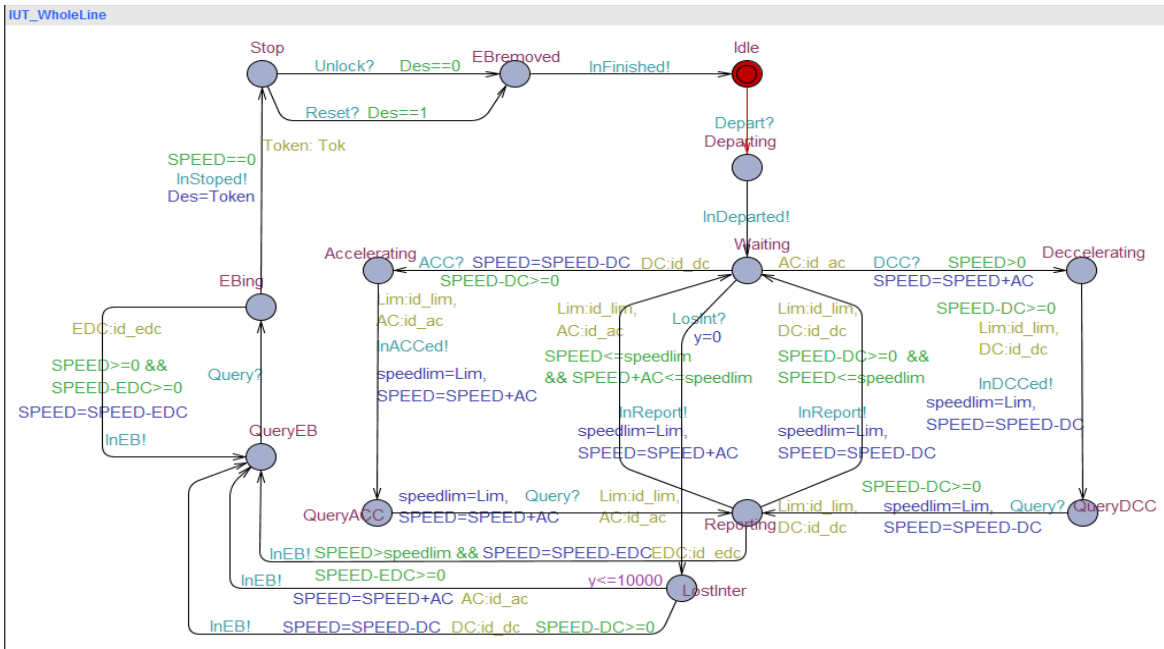 IUT_WholeLine
Stop
EBremoved
Idle
Unlock? Des==0
InFinished!
Reset? Des==1
Depart?
Departing
Token: Tok
SPEED==0
InStoped!
Des=Token
InDeparted!
Accelerating
Waiting
Deccelerating
ACC? SPEED=SPEED-DC DC:id_dc
AC:id_ac DCC? SPEED>0
SPEED-DC>=0
SPEED=SPEED+AC
EBing
Lim:id_lim,
AC:id_ac
InACCed!
speedlim=Lim,
SPEED=SPEED+AC
Lim:id_lim,
AC:id_ac
SPEED<=speedlim
&& SPEED+AC<=speedlim
InReport!
speedlim=Lim,
SPEED=SPEED+AC
LosInt?
y=0
Lim:id_lim,
DC:id_dc
SPEED-DC>=0 &&
SPEED<=speedlim
InReport!
speedlim=Lim,
SPEED=SPEED-DC
SPEED-DC>=0
Lim:id_lim,
DC:id_dc
InDCCed!
speedlim=Lim,
SPEED=SPEED-DC
EDC:id_edc
SPEED>=0 &&
SPEED-EDC>=0
SPEED=SPEED-EDC
InEB!
Query?
QueryEB
QueryACC
speedlim=Lim, Query? Lim:id_lim,
SPEED=SPEED+AC AC:id_ac
Reporting
SPEED-DC>=0
Lim:id_lim, speedlim=Lim, Query?
DC:id_dc SPEED=SPEED-DC
QueryDCC
InEB! SPEED>speedlim && SPEED=SPEED-EDC EDC:id_edc
SPEED-EDC>=0
InEB! y<=10000
LostInter
SPEED=SPEED+AC AC:id_ac
InEB! SPEED=SPEED-DC DC:id_dc SPEED-DC>=0